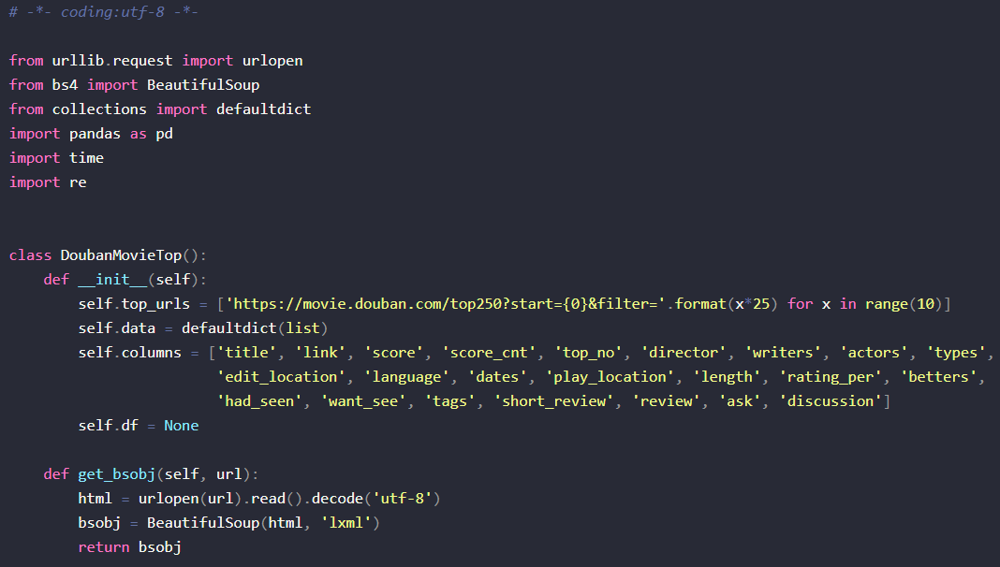 # -*- coding:utf-8 -*-

from urllib.request import urlopen
from bs4 import BeautifulSoup
from collections import defaultdict
import pandas as pd
import time
import re


class DoubanMovieTop():
    def __init__(self):
        self.top_urls = ['https://movie.douban.com/top250?start={0}&filter='.format(x*25) for x in range(10)]
        self.data = defaultdict(list)
        self.columns = ['title', 'link', 'score', 'score_cnt', 'top_no', 'director', 'writers', 'actors', 'types',
                        'edit_location', 'language', 'dates', 'play_location', 'length', 'rating_per', 'betters',
                        'had_seen', 'want_see', 'tags', 'short_review', 'review', 'ask', 'discussion']
        self.df = None

    def get_bsobj(self, url):
        html = urlopen(url).read().decode('utf-8')
        bsobj = BeautifulSoup(html, 'lxml')
        return bsobj